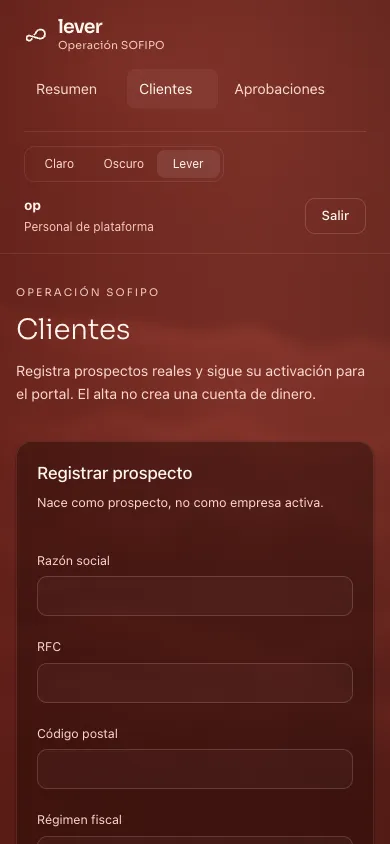 lever
Operación SOFIPO
Resumen
Clientes
Aprobaciones
Claro
Oscuro
Lever
op
Personal de plataforma
Salir
OPERACIÓN SOFIPO
Clientes
Registra prospectos reales y sigue su activación para
el portal. El alta no crea una cuenta de dinero.
Registrar prospecto
Nace como prospecto, no como empresa activa.
Razón social
RFC
Código postal
Régimen fiscal